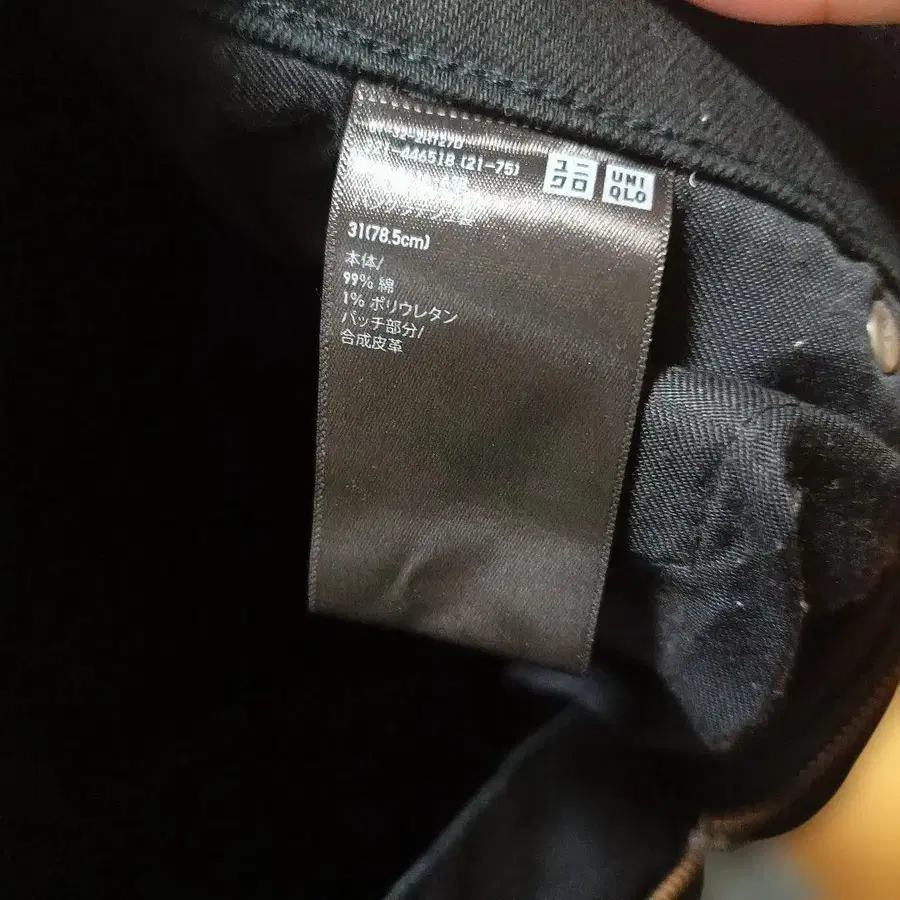 446518 (21-75)
ユニ
クロ
UNI
QLO
31(78.5cm)
本体/
99% 綿
1% ポリウレタン
パッチ部分/
合成皮革